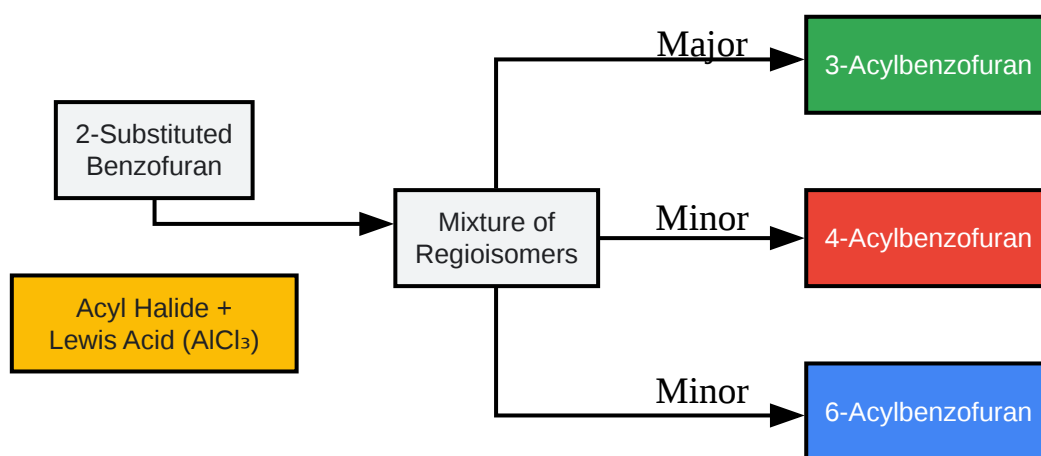 2-Substituted
Benzofuran
Acyl Halide +
Lewis Acid (AlCl₃)
Mixture of
Regioisomers
Major
3-Acylbenzofuran
Minor
4-Acylbenzofuran
Minor
6-Acylbenzofuran